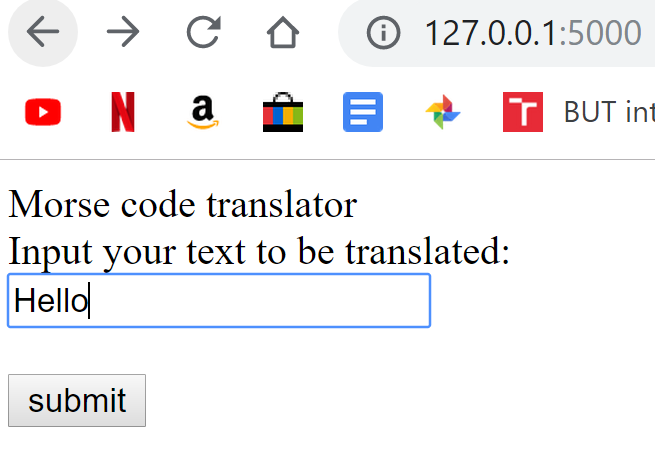 127.0.0.1:5000
BUT int
Morse code translator
Input your text to be translated:
Hello
submit